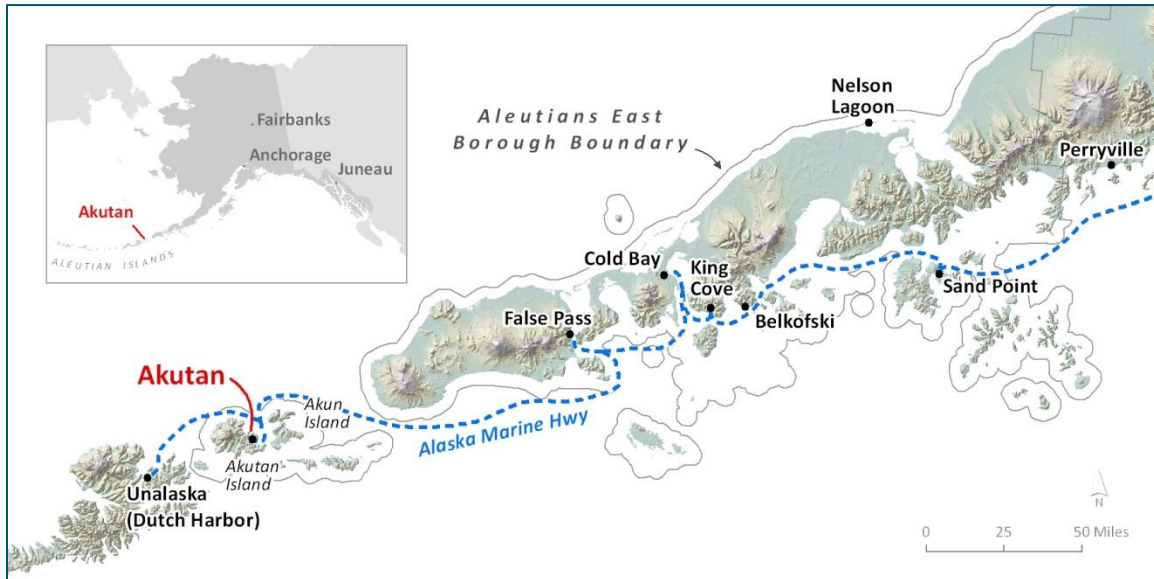 Fairbanks
Anchorage
Juneau
Akutan
ALEUTIAN ISLANDS
Aleutians East
Borough Boundary
Nelson
Lagoon
Perryville
Cold Bay
King
Cove
Sand Point
Belkofski
False Pass
Akutan
Akun
Island
Alaska Marine Hwy
Akutan
Island
Unalaska
(Dutch Harbor)
N
0 25 50 Miles